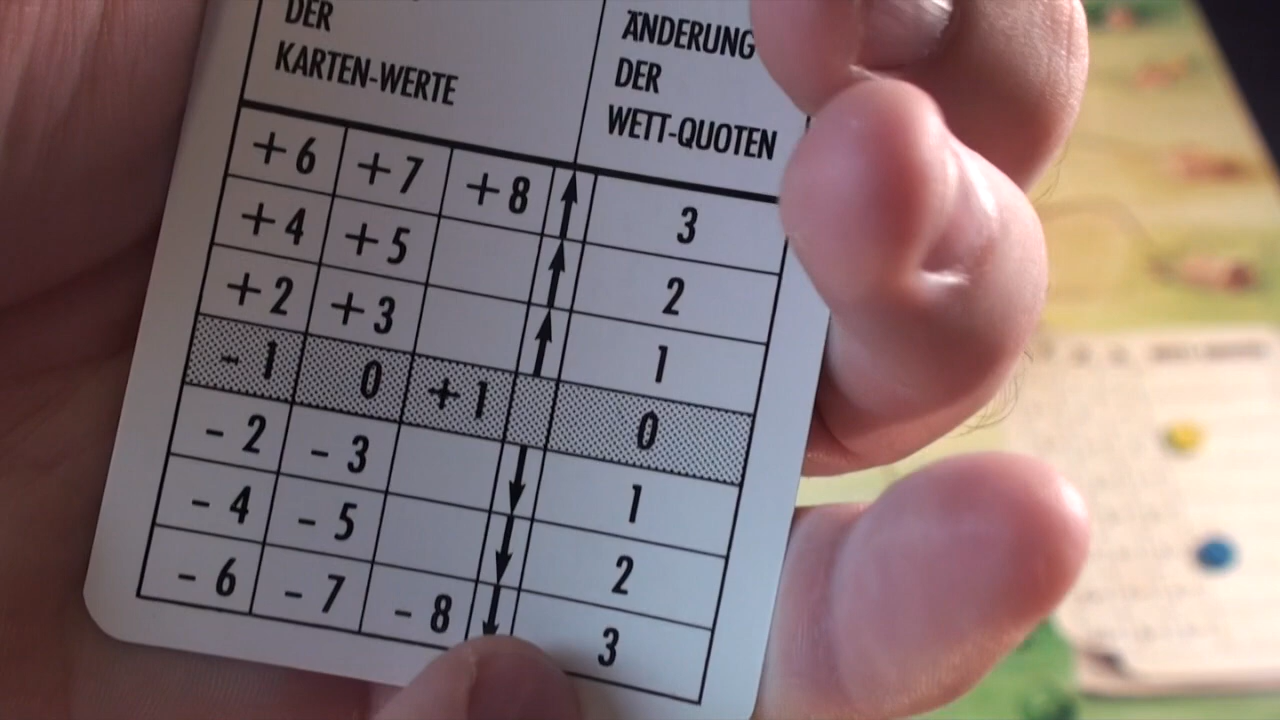 DER
KARTEN-WERTE
ÄNDERUNG
DER
WETT-QUOTEN
+6 +7 +8 3
+4 +5 2
+2 +3 1
-1 0 +1 0
-2 -3 1
-4 -5 2
-6 -7 -8 3